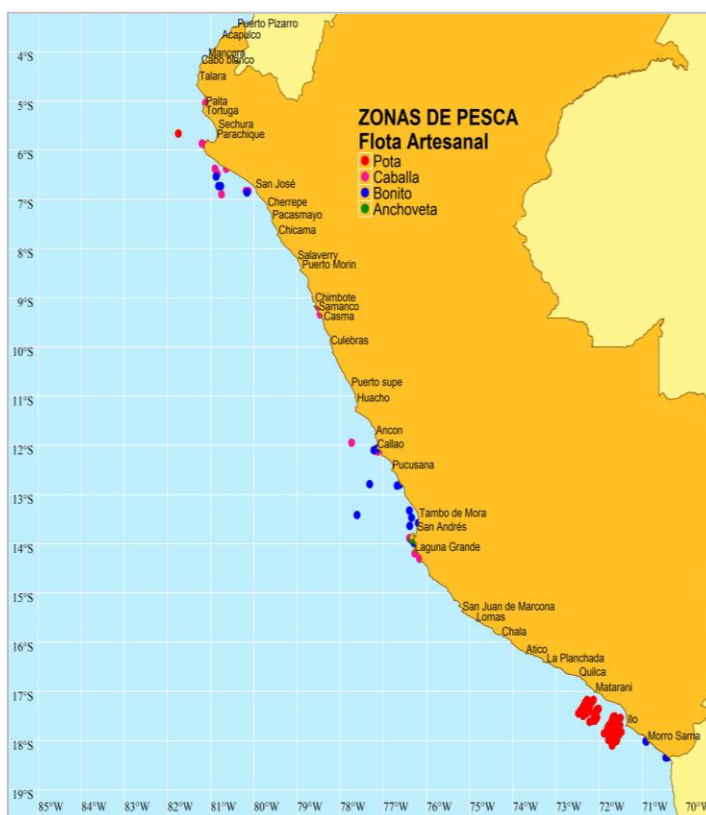 Puerto Pizarro
Acapulco
4°S
Mancora
Cabo blanco
Talara
5°S
Paita
Tortuga
ZONAS DE PESCA
Flota Artesanal
Pota
Caballa
Bonito
Anchoveta
Sechura
Parachique
6°S
San José
7°S
Cherrepe
Pacasmayo
Chicama
8°S
Salaverry
Puerto Morin
9°S
Chimbote
Samanco
Casma
Culebras
10°S
Puerto supe
11°S
Huacho
Ancon
12°S
Callao
Pucusana
13°S
Tambo de Mora
San Andrés
14°S
Laguna Grande
15°S
San Juan de Marcona
Lomas
Chala
16°S
Atico
La Planchada
Quilca
17°S
Matarani
Ilo
18°S
Morro Sama
19°S
85°W 84°W 83°W 82°W 81°W 80°W 78°W 77°W 76°W 75°W 74°W 73°W 72°W 71°W 70°W